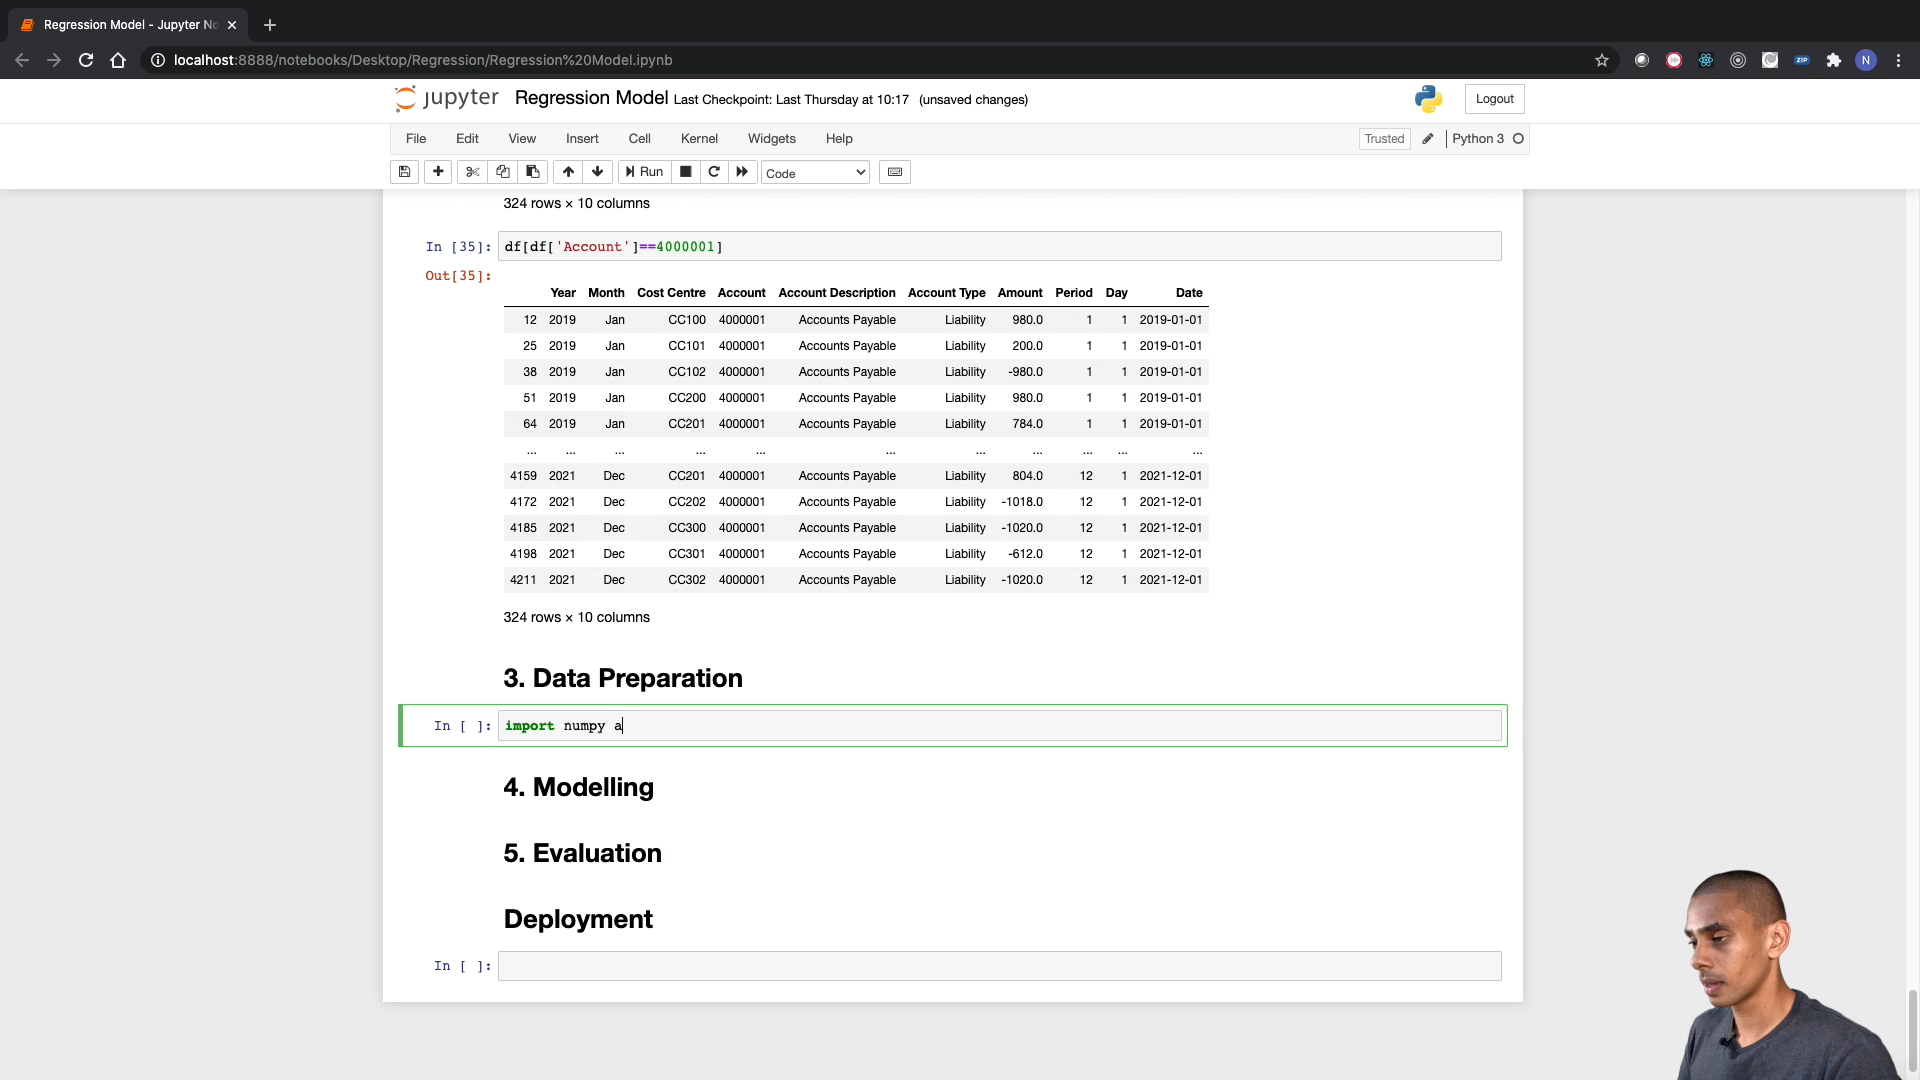 Regression Model - Jupyter No
localhost:8888/notebooks/Desktop/Regression/Regression%20Model.ipynb
ZIP
N
jupyter Regression Model Last Checkpoint: Last Thursday at 10:17 (unsaved changes)
Logout
File Edit View Insert Cell Kernel Widgets Help
Trusted
Python 3
Run
Code
324 rows × 10 columns
In [35]: df[df['Account']==4000001]
Out[35]:
Year Month Cost Centre Account Account Description Account Type Amount Period Day Date
12 2019 Jan CC100 4000001 Accounts Payable Liability 980.0 1 1 2019-01-01
25 2019 Jan CC101 4000001 Accounts Payable Liability 200.0 1 1 2019-01-01
38 2019 Jan CC102 4000001 Accounts Payable Liability -980.0 1 1 2019-01-01
51 2019 Jan CC200 4000001 Accounts Payable Liability 980.0 1 1 2019-01-01
64 2019 Jan CC201 4000001 Accounts Payable Liability 784.0 1 1 2019-01-01
... ... ... ... ... ... ... ... ... ... ...
4159 2021 Dec CC201 4000001 Accounts Payable Liability 804.0 12 1 2021-12-01
4172 2021 Dec CC202 4000001 Accounts Payable Liability -1018.0 12 1 2021-12-01
4185 2021 Dec CC300 4000001 Accounts Payable Liability -1020.0 12 1 2021-12-01
4198 2021 Dec CC301 4000001 Accounts Payable Liability -612.0 12 1 2021-12-01
4211 2021 Dec CC302 4000001 Accounts Payable Liability -1020.0 12 1 2021-12-01
324 rows × 10 columns
3. Data Preparation
In [ ]: import numpy a
4. Modelling
5. Evaluation
Deployment
In [ ]: